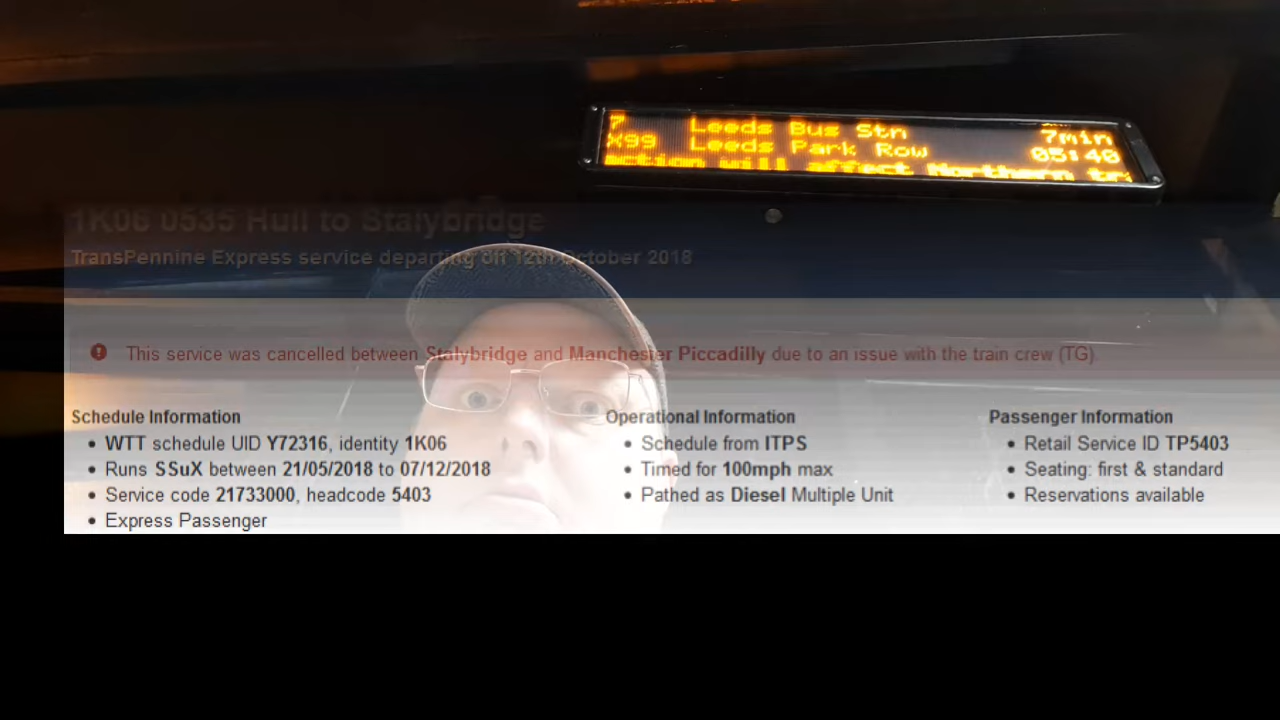 7 Leeds Bus Stn 7min
X99 Leeds Park Row 05:40
action will affect Northern
1K06 0535 Hull to Stalybridge
TransPennine Express service departing on 12th October 2018
This service was cancelled between Stalybridge and Manchester Piccadilly due to an issue with the train crew (TG).
Schedule Information
WTT schedule UID Y72316, identity 1K06
Runs SSuX between 21/05/2018 to 07/12/2018
Service code 21733000, headcode 5403
Express Passenger
Operational Information
Schedule from ITPS
Timed for 100mph max
Pathed as Diesel Multiple Unit
Passenger Information
Retail Service ID TP5403
Seating: first & standard
Reservations available